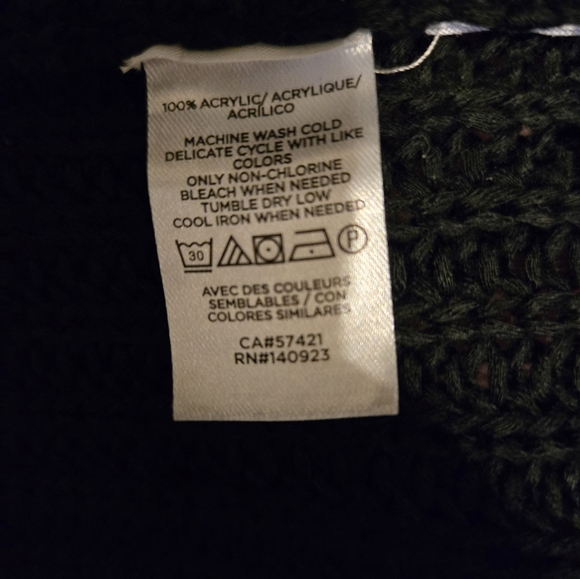 100% ACRYLIC/ ACRYLIQUE/
ACRÍLICO
MACHINE WASH COLD
DELICATE CYCLE WITH LIKE
COLORS
ONLY NON-CHLORINE
BLEACH WHEN NEEDED
TUMBLE DRY LOW
COOL IRON WHEN NEEDED
30 P
AVEC DES COULEURS
SEMBLABLES / CON
COLORES SIMILARES
CA#57421
RN#140923